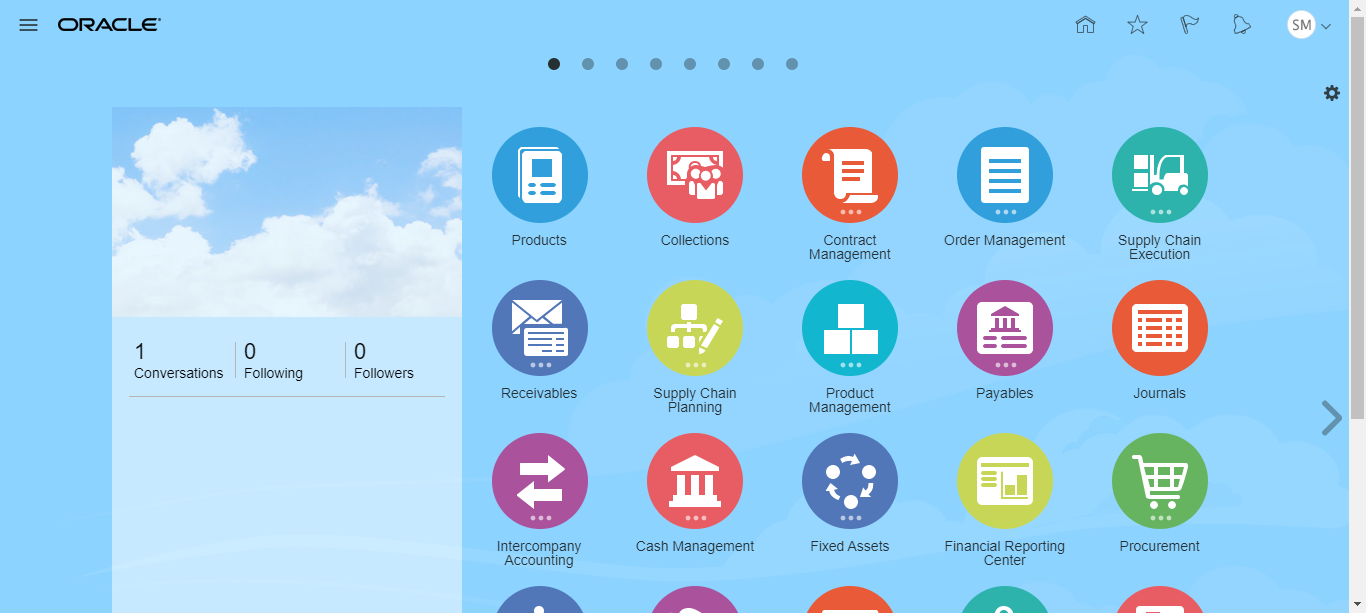 ORACLE
SM
Products
Collections
Contract
Management
Order Management
Supply Chain
Execution
1
Conversations
0
Following
0
Followers
Receivables
Supply Chain
Planning
Product
Management
Payables
Journals
Intercompany
Accounting
Cash Management
Fixed Assets
Financial Reporting
Center
Procurement